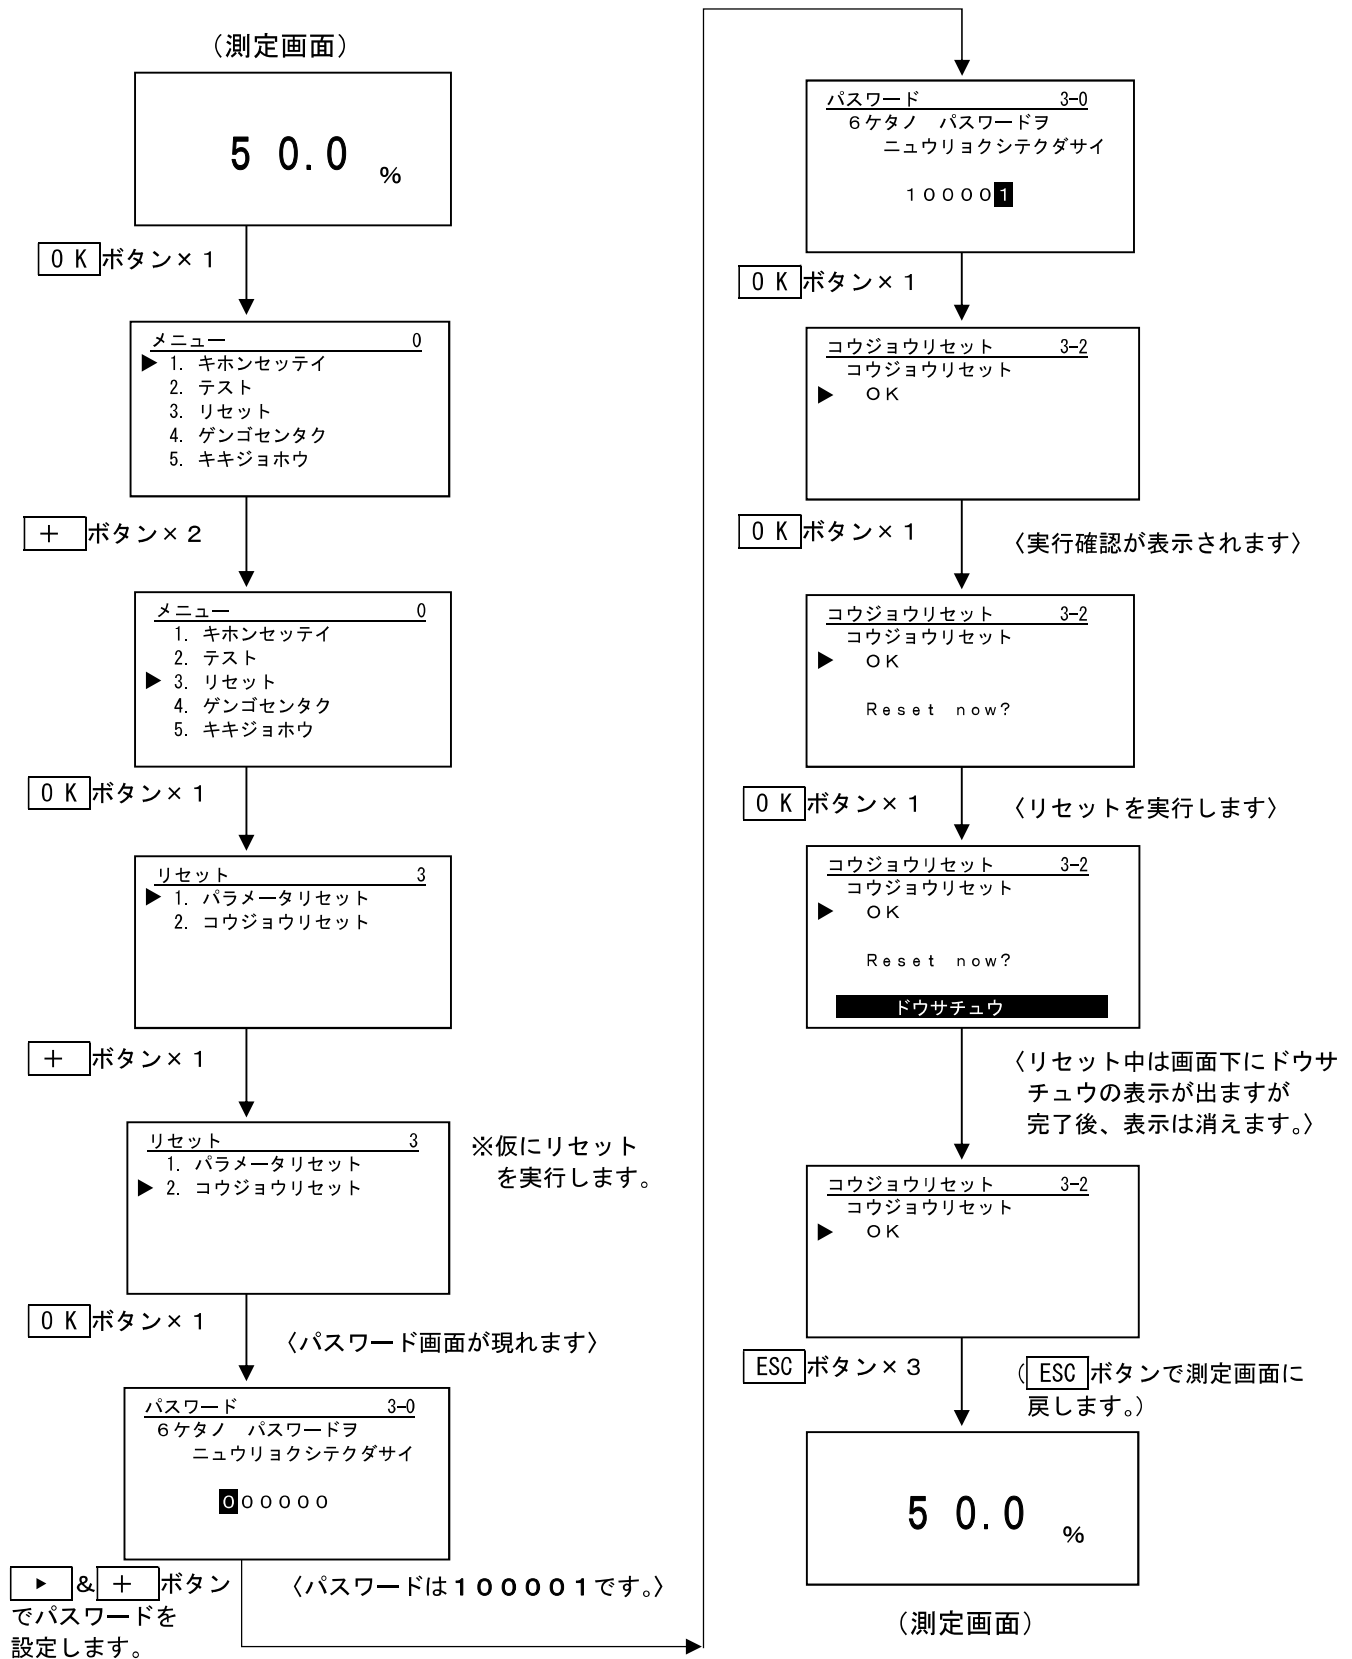 （測定画面）
５０.０ %
ＯＫ ボタン×１
メニュー 0
▶ 1. キホンセッテイ
2. テスト
3. リセット
4. ゲンゴセンタク
5. キキジョホウ
＋ ボタン×２
メニュー 0
1. キホンセッテイ
2. テスト
▶ 3. リセット
4. ゲンゴセンタク
5. キキジョホウ
ＯＫ ボタン×１
リセット 3
▶ 1. パラメータリセット
2. コウジョウリセット
＋ ボタン×１
リセット 3
1. パラメータリセット
▶ 2. コウジョウリセット
※仮にリセット
を実行します。
ＯＫ ボタン×１
〈パスワード画面が現れます〉
パスワード 3-0
６ケタノ パスワードヲ
ニュウリョクシテクダサイ
００００００
▶ & ＋ ボタン
でパスワードを
設定します。
〈パスワードは１００００１です。〉
パスワード 3-0
６ケタノ パスワードヲ
ニュウリョクシテクダサイ
１００００１
ＯＫ ボタン×１
コウジョウリセット 3-2
コウジョウリセット
▶ ＯＫ
ＯＫ ボタン×１
〈実行確認が表示されます〉
コウジョウリセット 3-2
コウジョウリセット
▶ ＯＫ
Ｒｅｓｅｔ ｎｏｗ？
ＯＫ ボタン×１
〈リセットを実行します〉
コウジョウリセット 3-2
コウジョウリセット
▶ ＯＫ
Ｒｅｓｅｔ ｎｏｗ？
ドウサチュウ
〈リセット中は画面下にドウサ
チュウの表示が出ますが
完了後、表示は消えます。〉
コウジョウリセット 3-2
コウジョウリセット
▶ ＯＫ
ESC ボタン×３
（ ESC ボタンで測定画面に
戻します。）
５０.０ %
（測定画面）